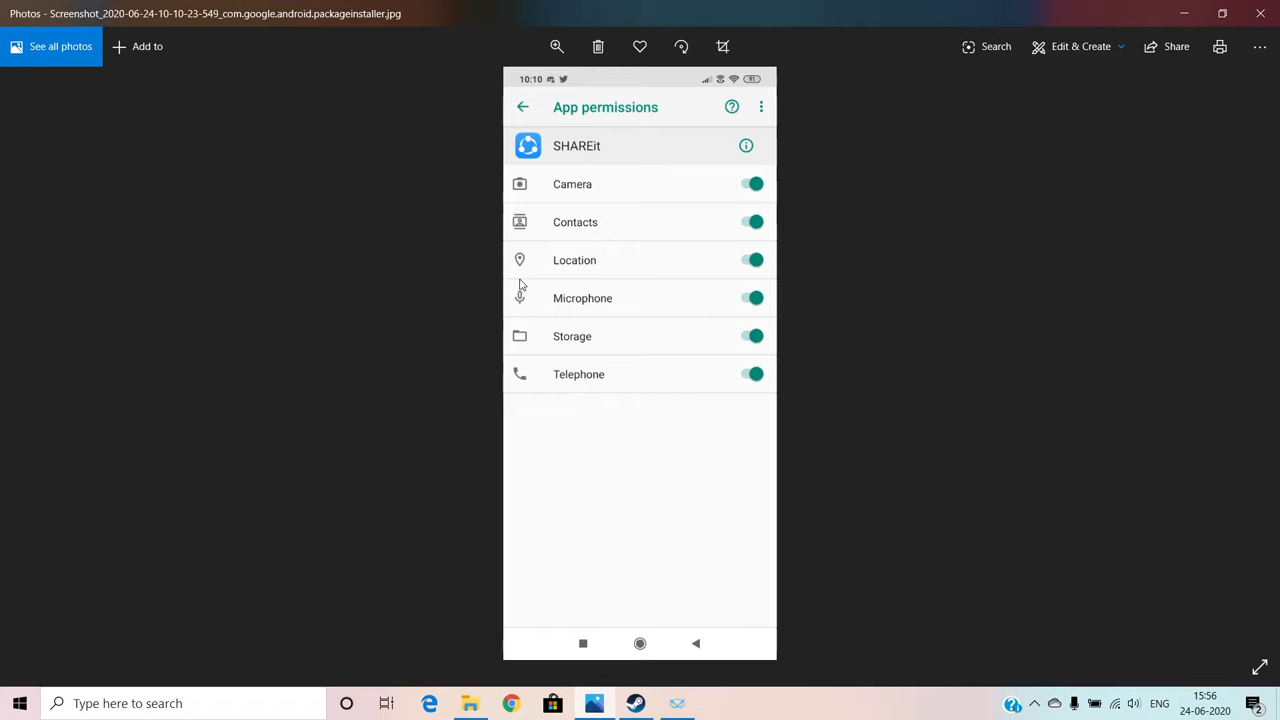 Photos - Screenshot_2020-06-24-10-10-23-549_com.google.android.packageinstaller.jpg
See all photos
Add to
Search
Edit & Create
Share
10:10
91
App permissions
SHAREit
Camera
Contacts
Location
Microphone
Storage
Telephone
Type here to search
ENG
15:56
24-06-2020
2